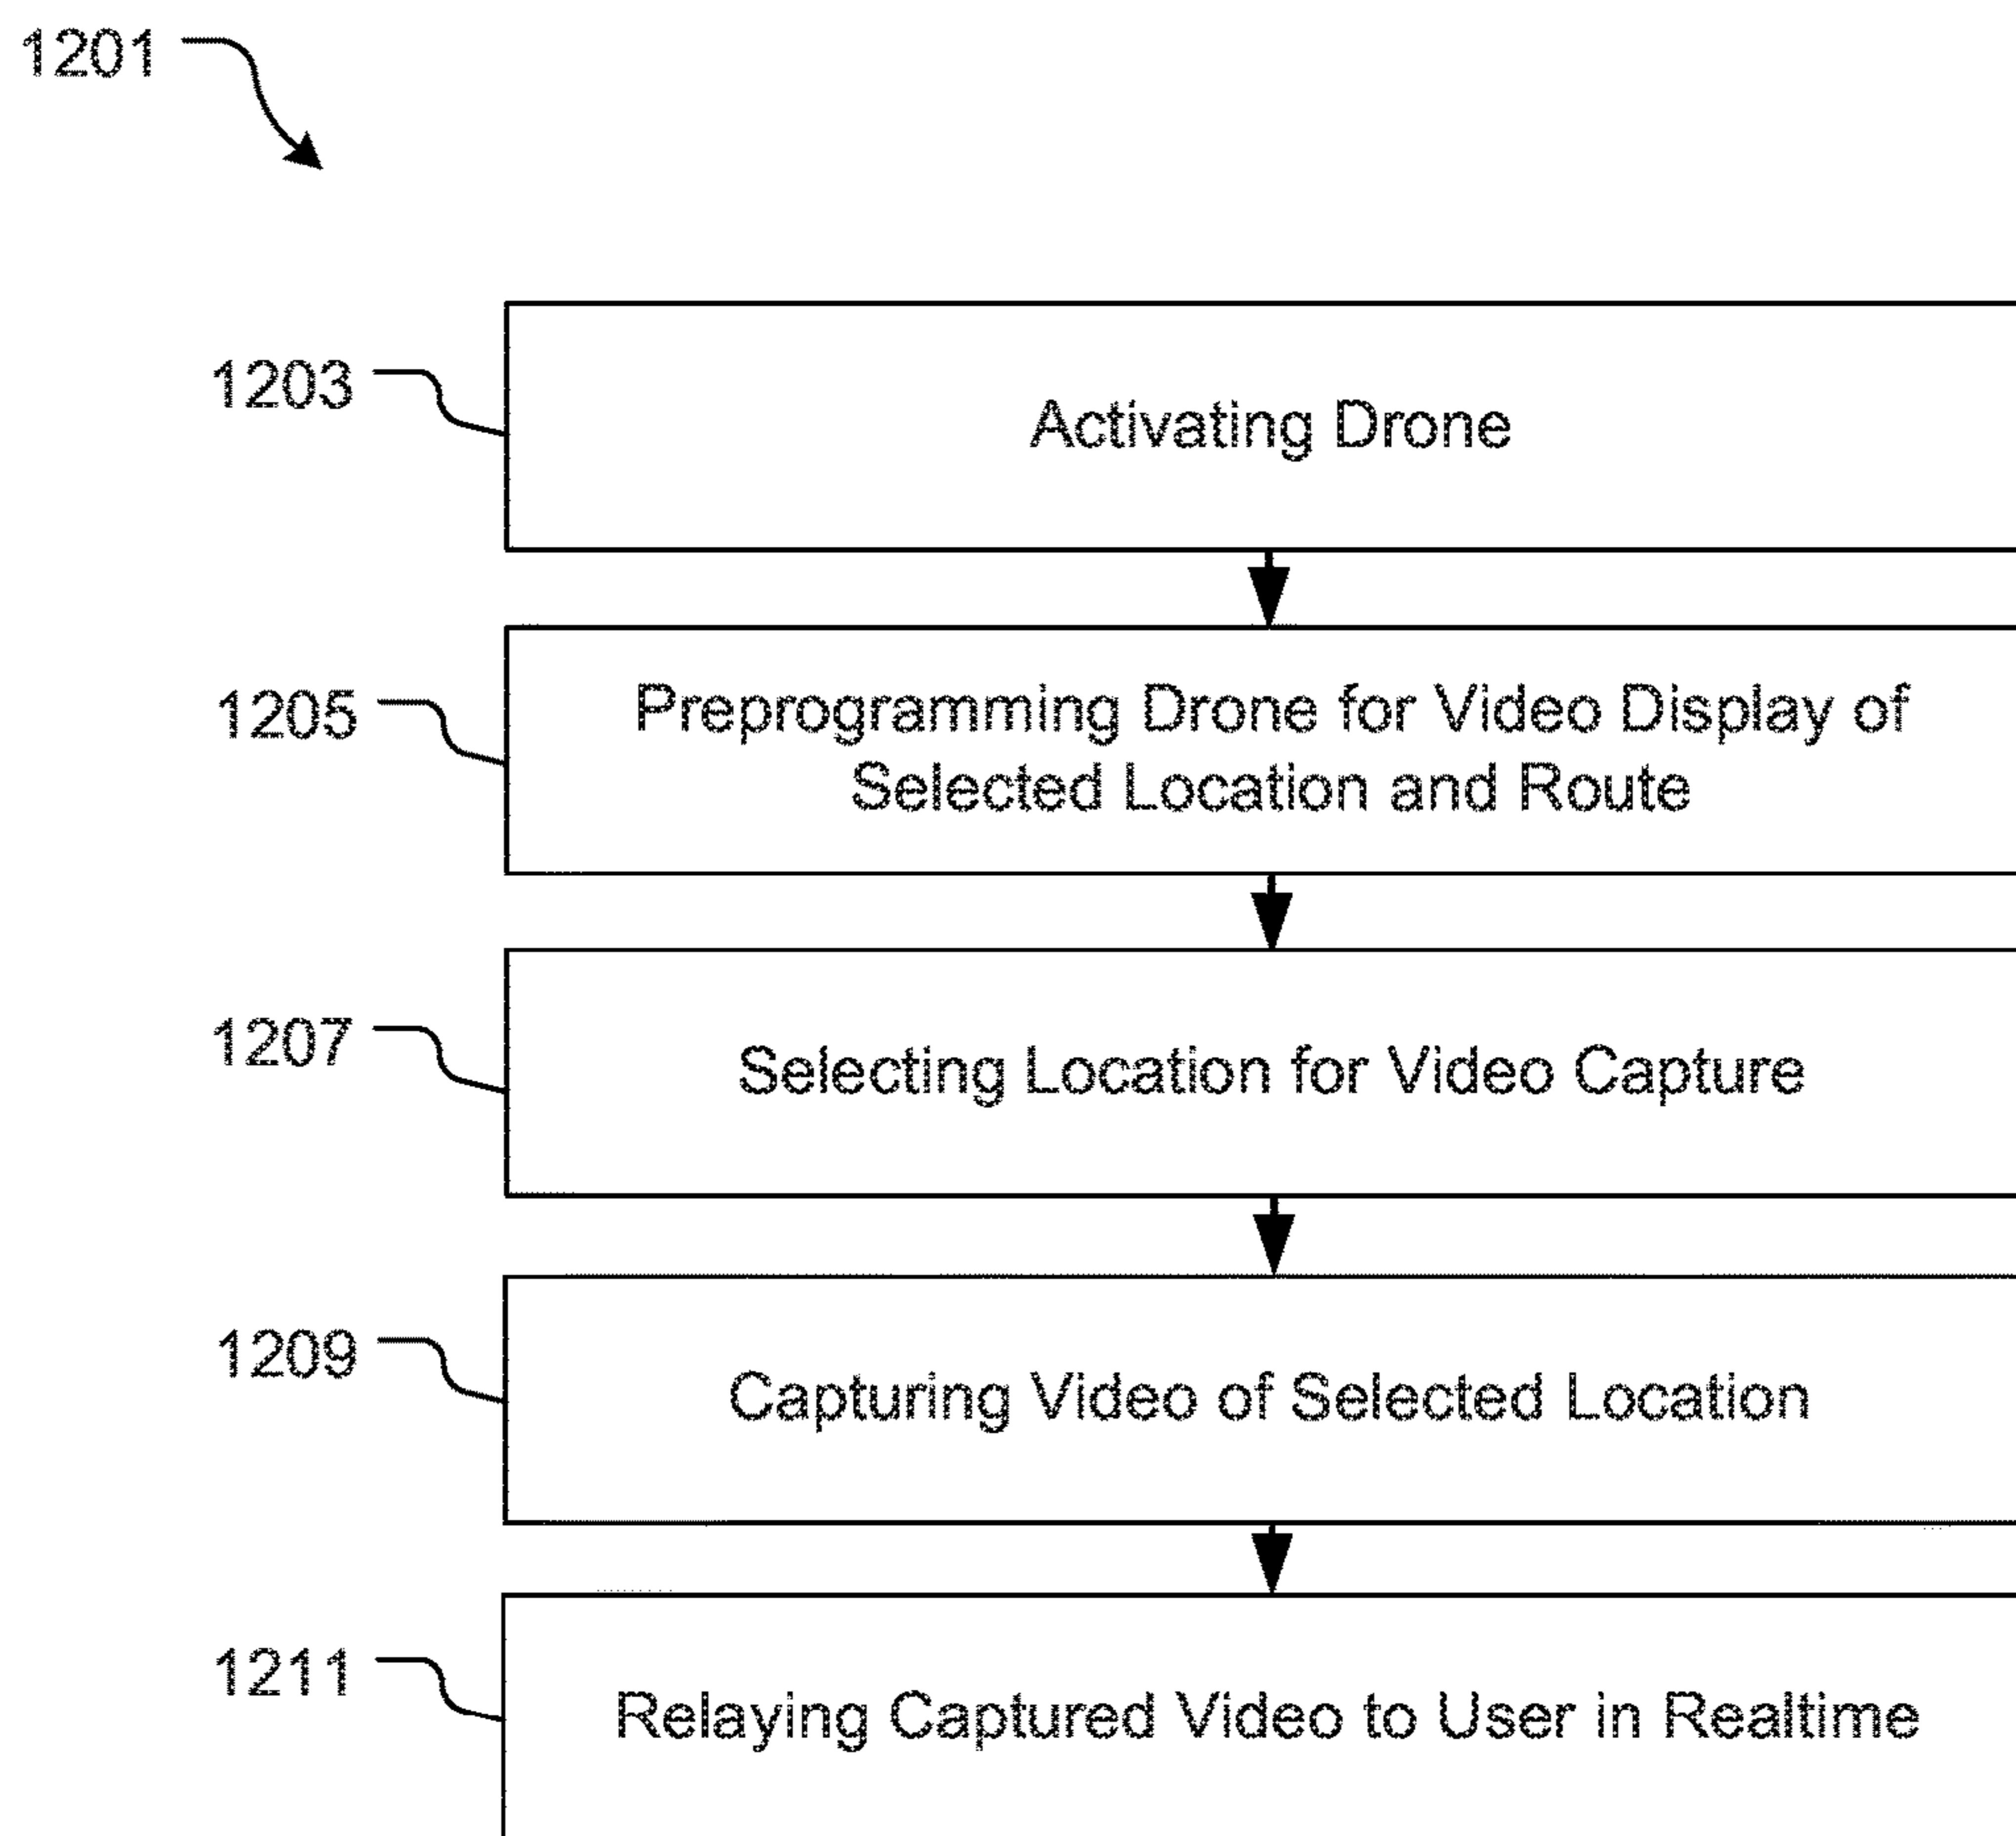 1201
1203
Activating Drone
1205
Preprogramming Drone for Video Display of
Selected Location and Route
1207
Selecting Location for Video Capture
1209
Capturing Video of Selected Location
1211
Relaying Captured Video to User in Realtime